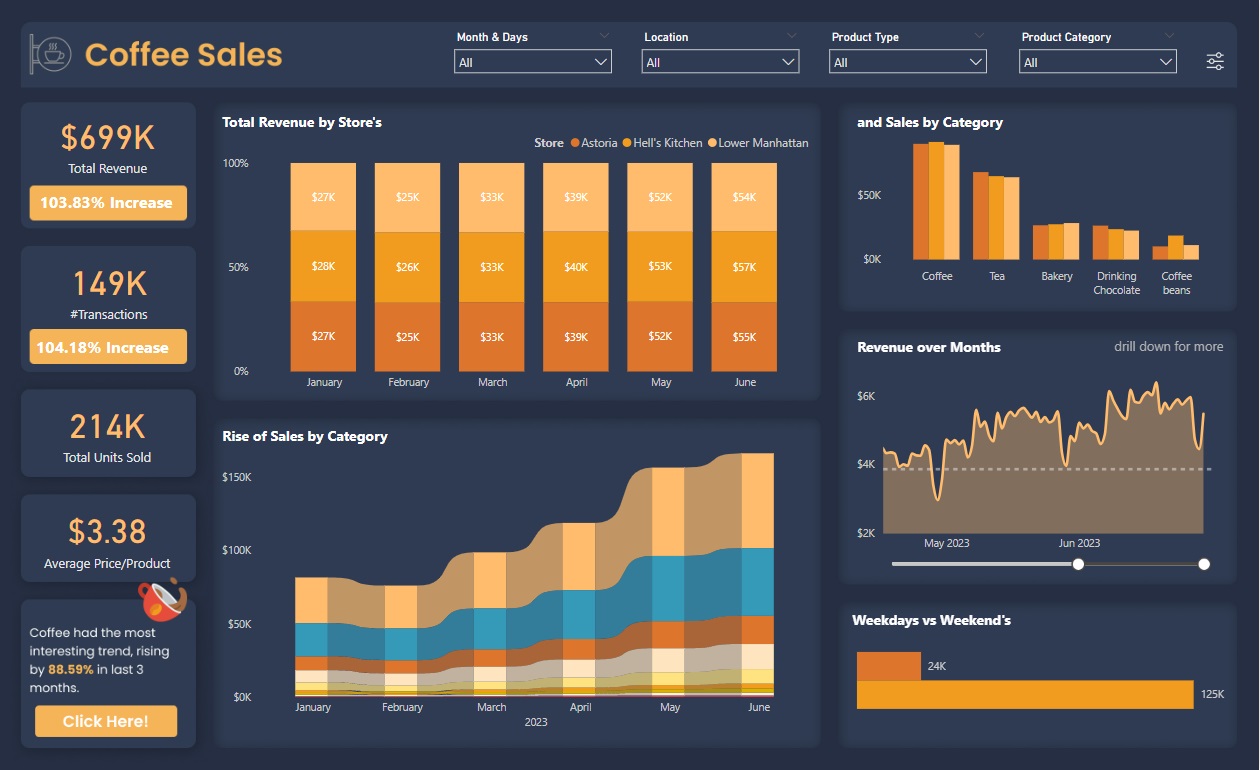 Coffee Sales
Month & Days
All
Location
All
Product Type
All
Product Category
All
$699K
Total Revenue
103.83% Increase
149K
#Transactions
104.18% Increase
214K
Total Units Sold
$3.38
Average Price/Product
Coffee had the most
interesting trend, rising
by 88.59% in last 3
months.
Click Here!
Total Revenue by Store's
Store Astoria Hell's Kitchen Lower Manhattan
100%
50%
0%
$27K $25K $33K $39K $52K $54K
$28K $26K $33K $40K $53K $57K
$27K $25K $33K $39K $52K $55K
January February March April May June
Rise of Sales by Category
$150K
$100K
$50K
$0K
January February March April May June
2023
and Sales by Category
$50K
$0K
Coffee Tea Bakery Drinking Coffee
Chocolate beans
Revenue over Months
drill down for more
$6K
$4K
$2K
May 2023 Jun 2023
Weekdays vs Weekend's
24K
125K